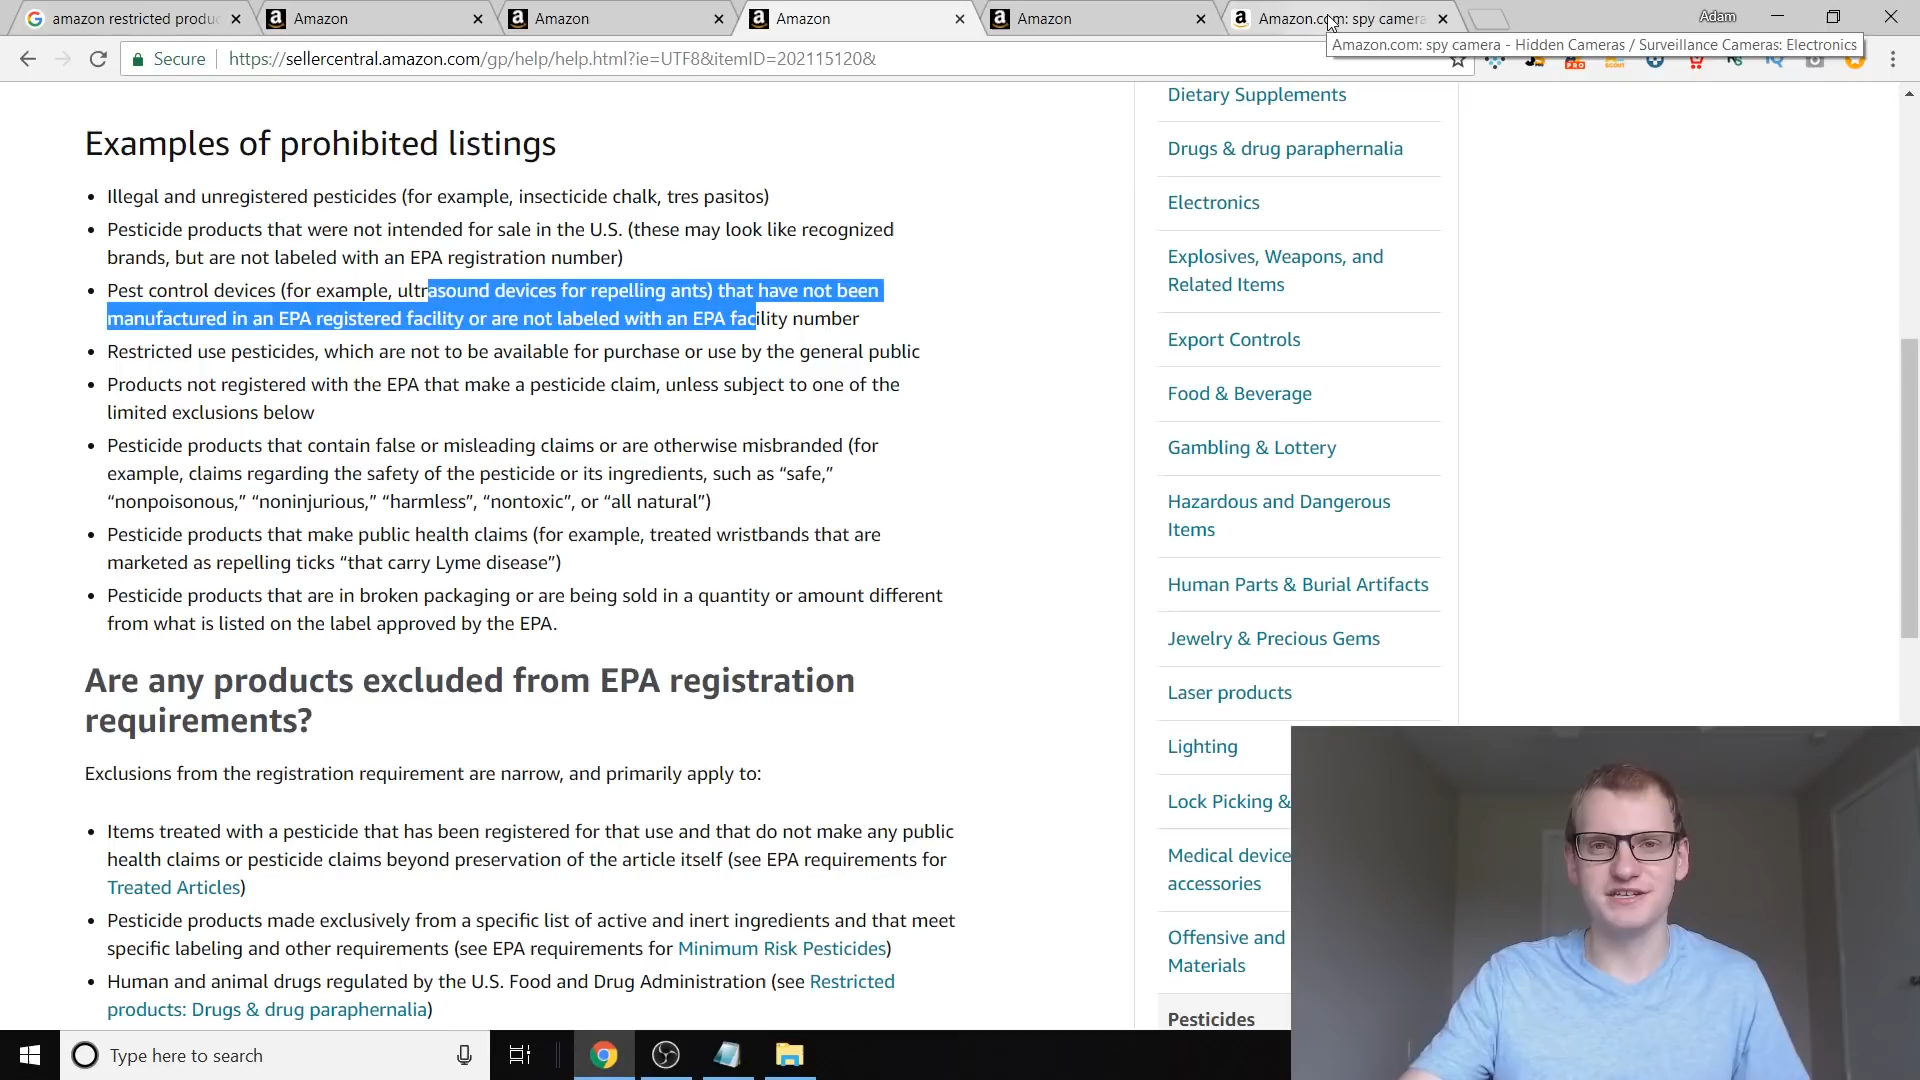 amazon restricted produc
Amazon
Amazon
Amazon
Amazon
Amazon.com: spy camera
Adam
Amazon.com: spy camera - Hidden Cameras / Surveillance Cameras: Electronics
Secure
https://sellercentral.amazon.com/gp/help/help.html?ie=UTF8&itemID=202115120&
Examples of prohibited listings
• Illegal and unregistered pesticides (for example, insecticide chalk, tres pasitos)
• Pesticide products that were not intended for sale in the U.S. (these may look like recognized
brands, but are not labeled with an EPA registration number)
• Pest control devices (for example, ultrasound devices for repelling ants) that have not been
manufactured in an EPA registered facility or are not labeled with an EPA facility number
• Restricted use pesticides, which are not to be available for purchase or use by the general public
• Products not registered with the EPA that make a pesticide claim, unless subject to one of the
limited exclusions below
• Pesticide products that contain false or misleading claims or are otherwise misbranded (for
example, claims regarding the safety of the pesticide or its ingredients, such as “safe,”
“nonpoisonous,” “noninjurious,” “harmless”, “nontoxic”, or “all natural”)
• Pesticide products that make public health claims (for example, treated wristbands that are
marketed as repelling ticks “that carry Lyme disease”)
• Pesticide products that are in broken packaging or are being sold in a quantity or amount different
from what is listed on the label approved by the EPA.
Are any products excluded from EPA registration
requirements?
Exclusions from the registration requirement are narrow, and primarily apply to:
• Items treated with a pesticide that has been registered for that use and that do not make any public
health claims or pesticide claims beyond preservation of the article itself (see EPA requirements for
Treated Articles)
• Pesticide products made exclusively from a specific list of active and inert ingredients and that meet
specific labeling and other requirements (see EPA requirements for Minimum Risk Pesticides)
• Human and animal drugs regulated by the U.S. Food and Drug Administration (see Restricted
products: Drugs & drug paraphernalia)
Dietary Supplements
Drugs & drug paraphernalia
Electronics
Explosives, Weapons, and
Related Items
Export Controls
Food & Beverage
Gambling & Lottery
Hazardous and Dangerous
Items
Human Parts & Burial Artifacts
Jewelry & Precious Gems
Laser products
Lighting
Lock Picking &
Medical device
accessories
Offensive and
Materials
Pesticides
Type here to search